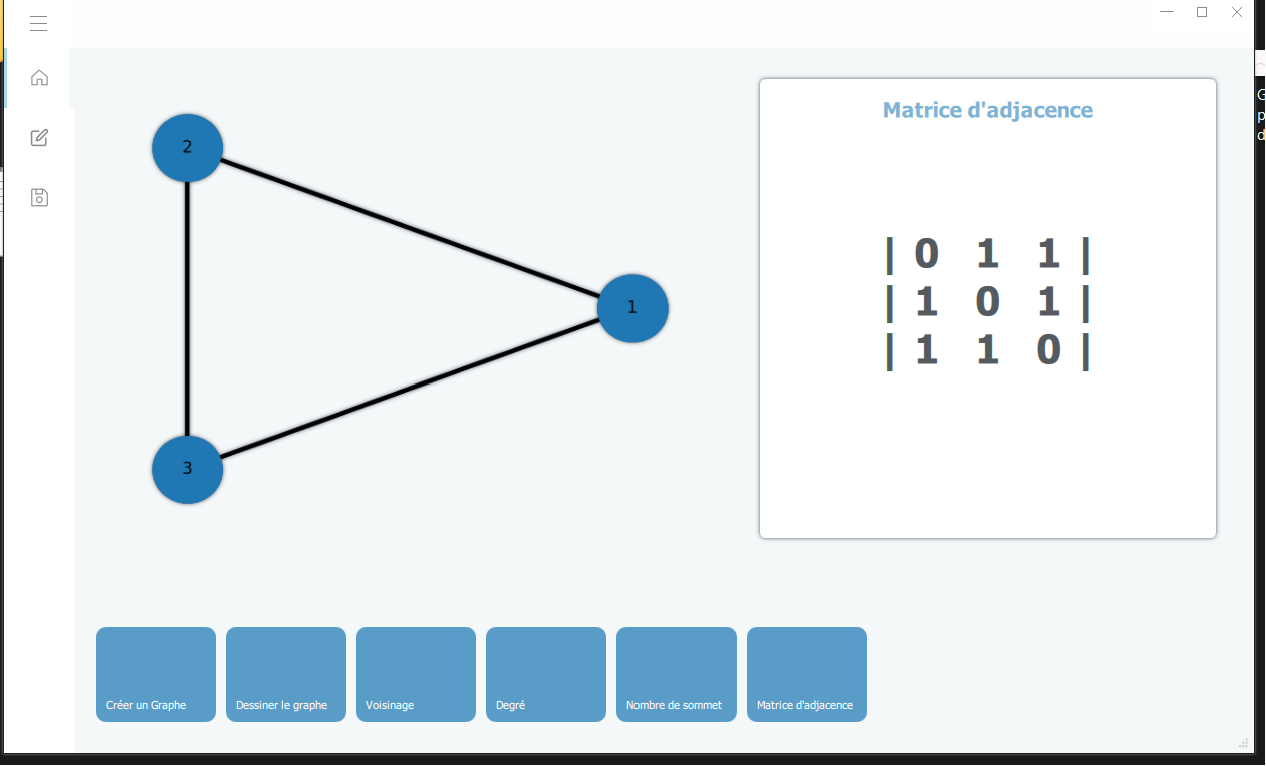 Matrice d'adjacence
2
1
3
| 0 1 1 |
| 1 0 1 |
| 1 1 0 |
Créer un Graphe
Dessiner le graphe
Voisinage
Degré
Nombre de sommet
Matrice d'adjacence